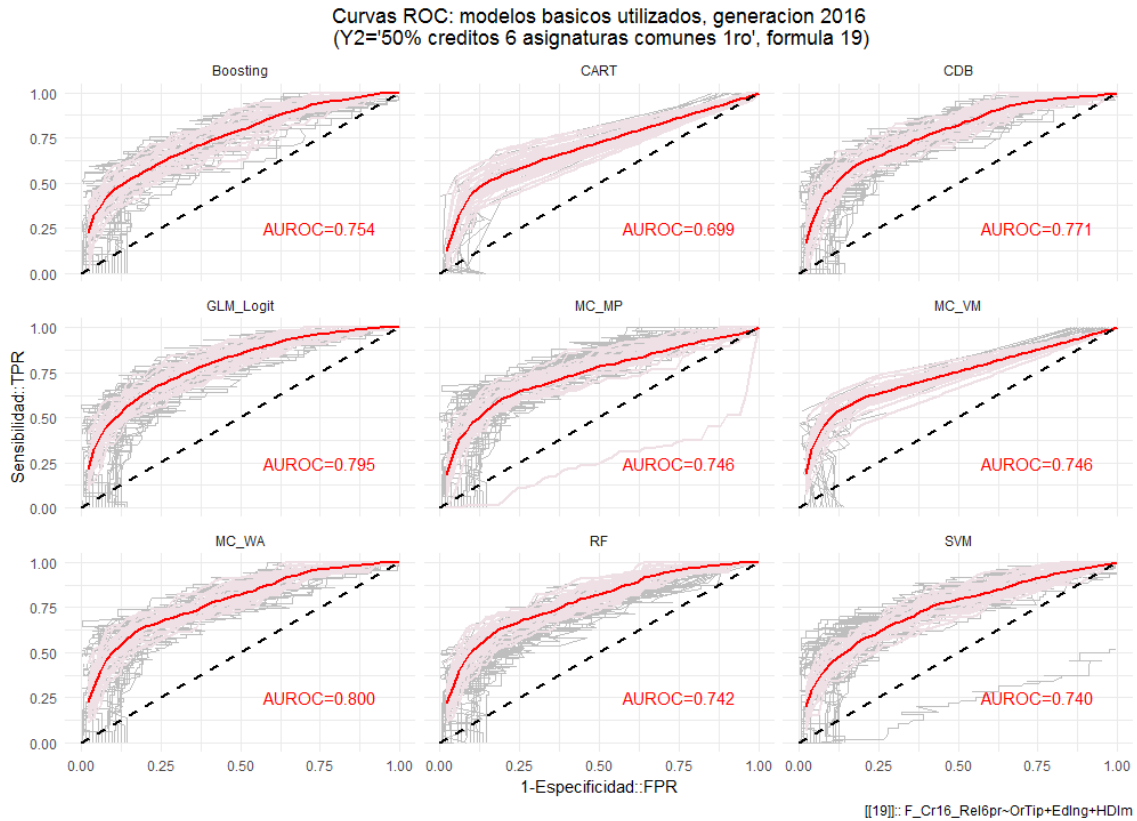 Curvas ROC: modelos basicos utilizados, generacion 2016
(Y2='50% creditos 6 asignaturas comunes 1ro', formula 19)
Boosting
CART
CDB
1.00
0.75
0.50
0.25
0.00
AUROC=0.754
AUROC=0.699
AUROC=0.771
GLM_Logit
MC_MP
MC_VM
Sensibilidad::TPR
1.00
0.75
0.50
0.25
0.00
AUROC=0.795
AUROC=0.746
AUROC=0.746
MC_WA
RF
SVM
1.00
0.75
0.50
0.25
0.00
AUROC=0.800
AUROC=0.742
AUROC=0.740
0.00 0.25 0.50 0.75 1.00
0.00 0.25 0.50 0.75 1.00
0.00 0.25 0.50 0.75 1.00
1-Especificidad::FPR
[[19]]:: F_Cr16_Rel6pr~OrTip+EdIng+HDIm